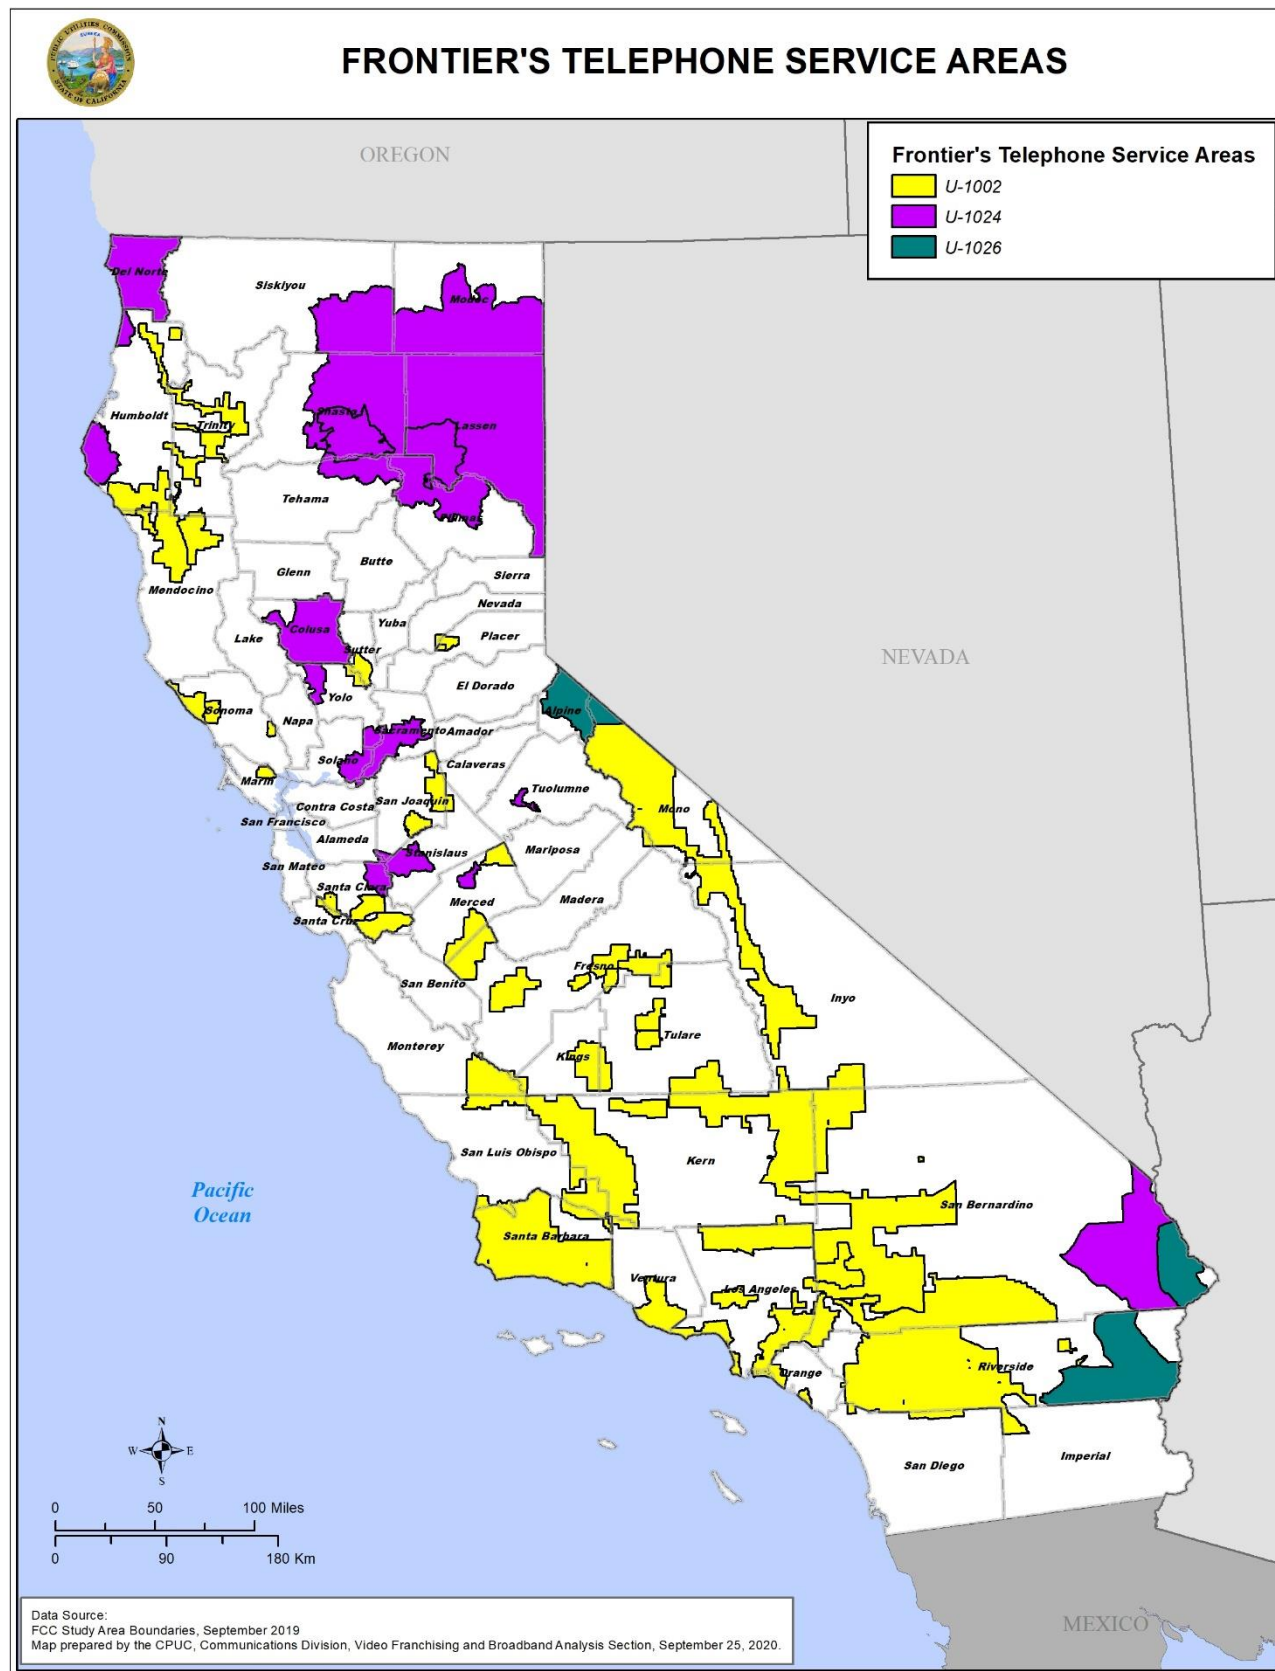 PUBLIC UTILITIES COMMISSION
STATE OF CALIFORNIA
FRONTIER'S TELEPHONE SERVICE AREAS
Frontier's Telephone Service Areas
U-1002
U-1024
U-1026
OREGON
NEVADA
MEXICO
Del Norte
Siskiyou
Modoc
Humboldt
Trinity
Shasta
Lassen
Tehama
Plumas
Mendocino
Glenn
Butte
Sierra
Nevada
Lake
Colusa
Yuba
Placer
Sutter
El Dorado
Sonoma
Napa
Yolo
Alpine
Sacramento
Amador
Solano
Marin
Calaveras
Tuolumne
Contra Costa
San Joaquin
Mono
San Francisco
Alameda
Stanislaus
Mariposa
San Mateo
Santa Clara
Merced
Madera
Santa Cruz
Fresno
San Benito
Inyo
Monterey
Kings
Tulare
San Luis Obispo
Kern
San Bernardino
Santa Barbara
Ventura
Los Angeles
Orange
Riverside
San Diego
Imperial
Pacific
Ocean
N
W
E
S
0 50 100 Miles
0 90 180 Km
Data Source:
FCC Study Area Boundaries, September 2019
Map prepared by the CPUC, Communications Division, Video Franchising and Broadband Analysis Section, September 25, 2020.